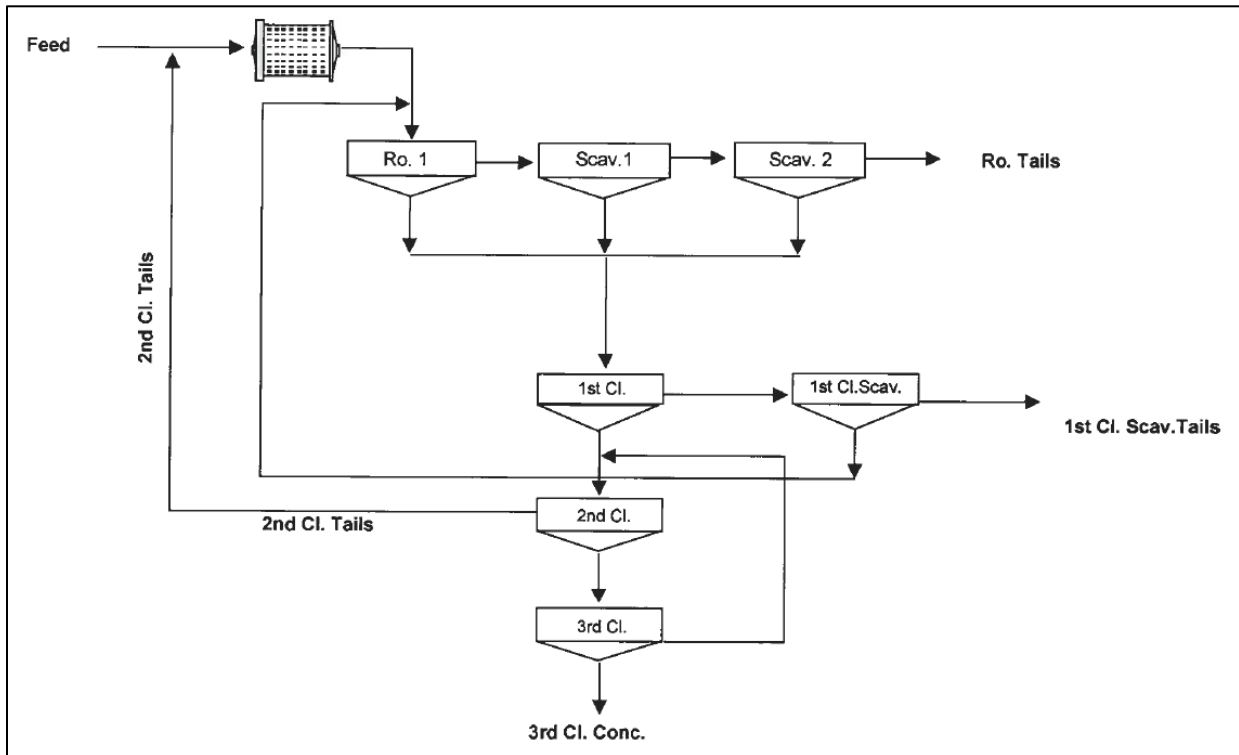 Feed
Ro. 1
Scav.1
Scav. 2
Ro. Tails
2nd Cl. Tails
1st Cl.
1st Cl.Scav.
1st Cl. Scav.Tails
2nd Cl.
2nd Cl. Tails
3rd Cl.
3rd Cl. Conc.